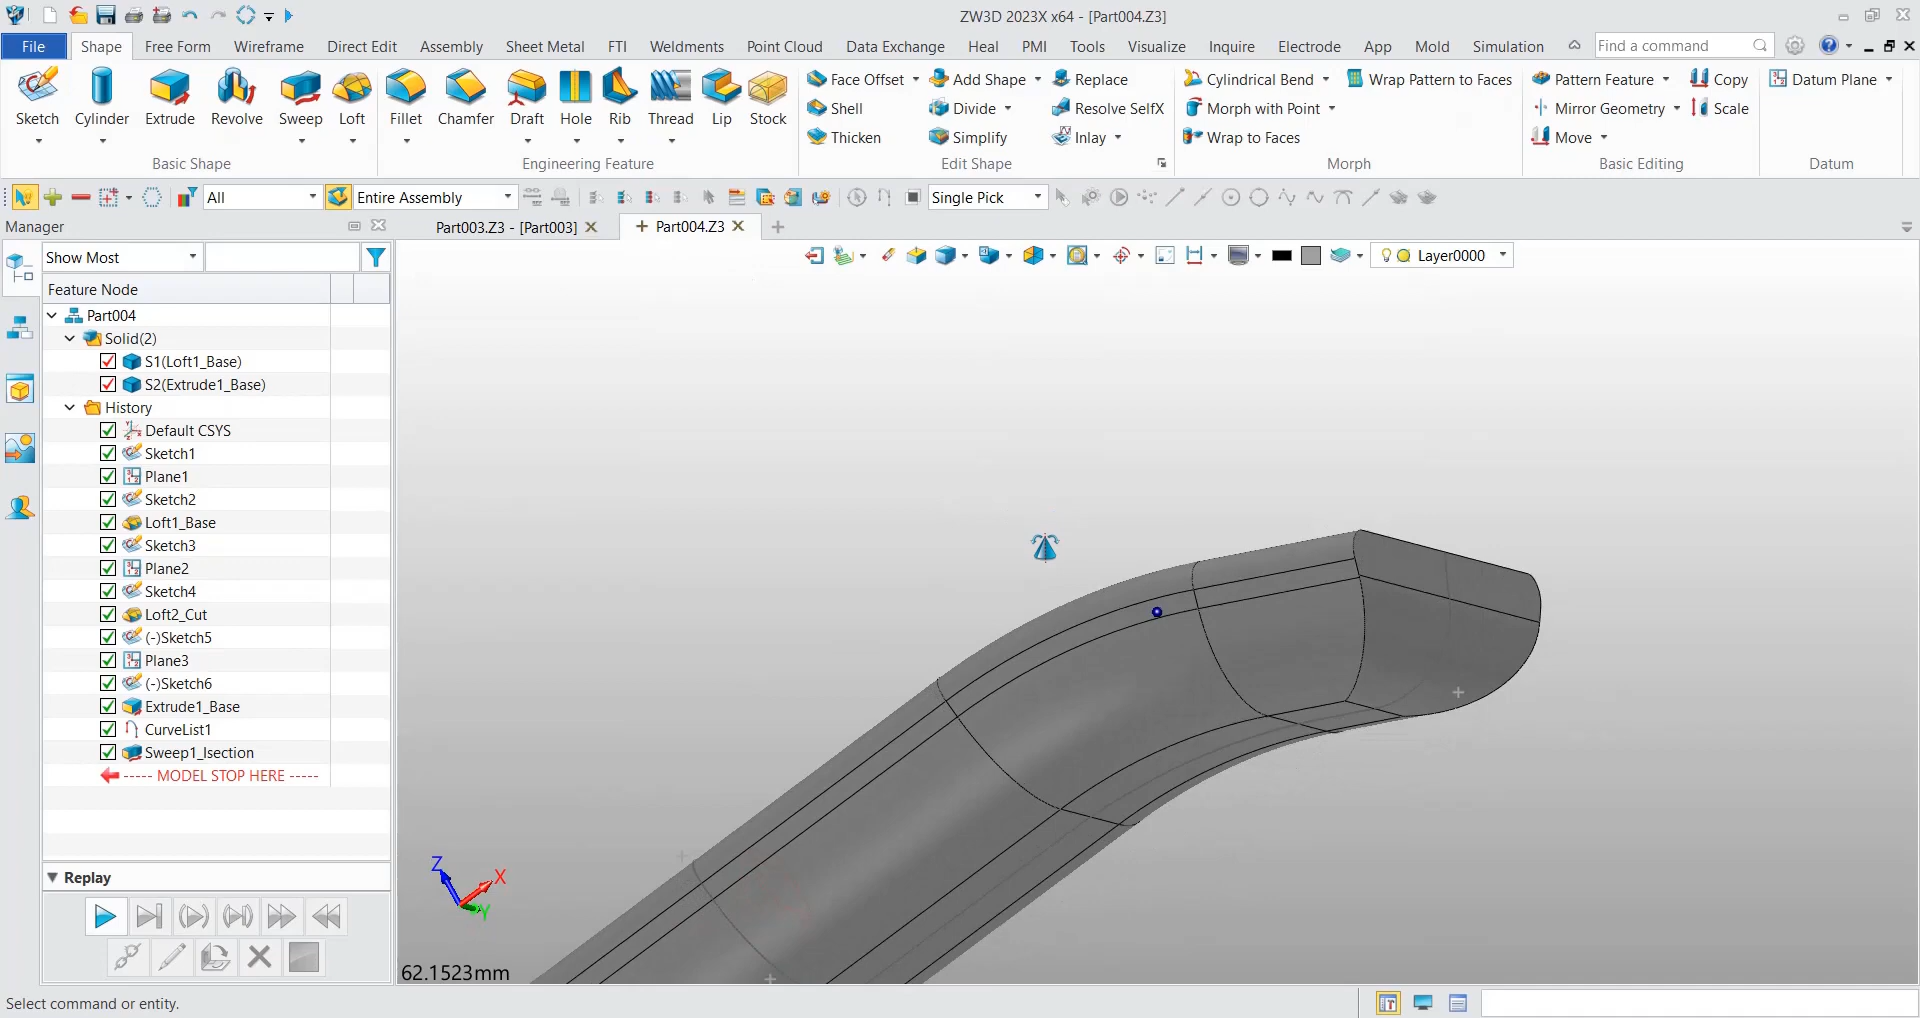 ZW3D 2023X x64 - [Part004.Z3]
File Shape Free Form Wireframe Direct Edit Assembly Sheet Metal FTI Weldments Point Cloud Data Exchange Heal PMI Tools Visualize Inquire Electrode App Mold Simulation Find a command
Sketch Cylinder Extrude Revolve Sweep Loft Fillet Chamfer Draft Hole Rib Thread Lip Stock
Face Offset Add Shape Replace Cylindrical Bend Wrap Pattern to Faces Pattern Feature Copy Datum Plane
Shell Divide Resolve SelfX Morph with Point Mirror Geometry Scale
Thicken Simplify Inlay Wrap to Faces Move
Basic Shape Engineering Feature Edit Shape Morph Basic Editing Datum
All Entire Assembly Single Pick
Manager
Part003.Z3 - [Part003] Part004.Z3
Show Most
Layer0000
Feature Node
Part004
Solid(2)
S1(Loft1_Base)
S2(Extrude1_Base)
History
Default CSYS
Sketch1
Plane1
Sketch2
Loft1_Base
Sketch3
Plane2
Sketch4
Loft2_Cut
(-)Sketch5
Plane3
(-)Sketch6
Extrude1_Base
CurveList1
Sweep1_Isection
----- MODEL STOP HERE -----
Replay
Z
X
Y
62.1523mm
Select command or entity.